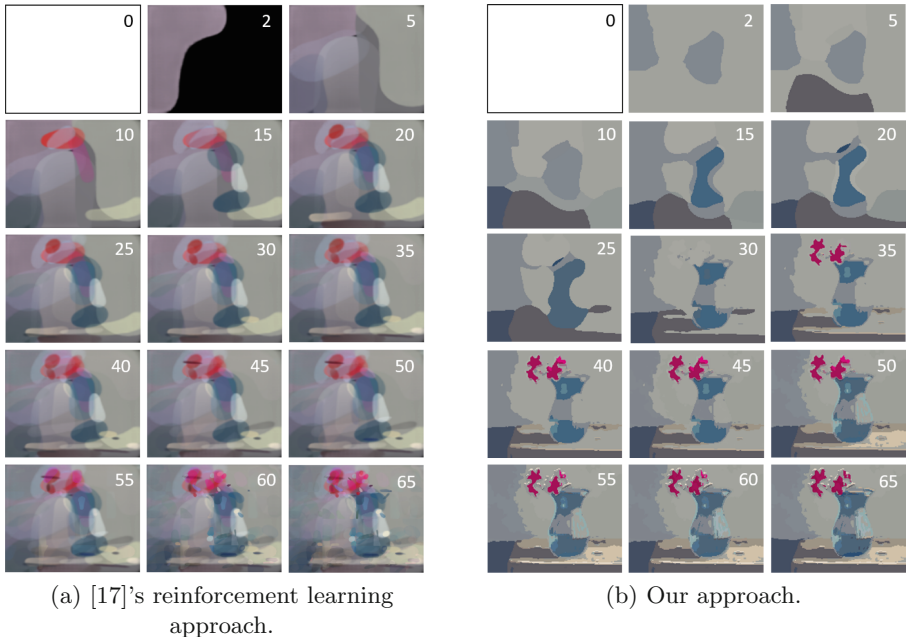 0 2 5 0 2 5
10 15 20 10 15 20
25 30 35 25 30 35
40 45 50 40 45 50
55 60 65 55 60 65
(a) [17]'s reinforcement learning
approach.
(b) Our approach.